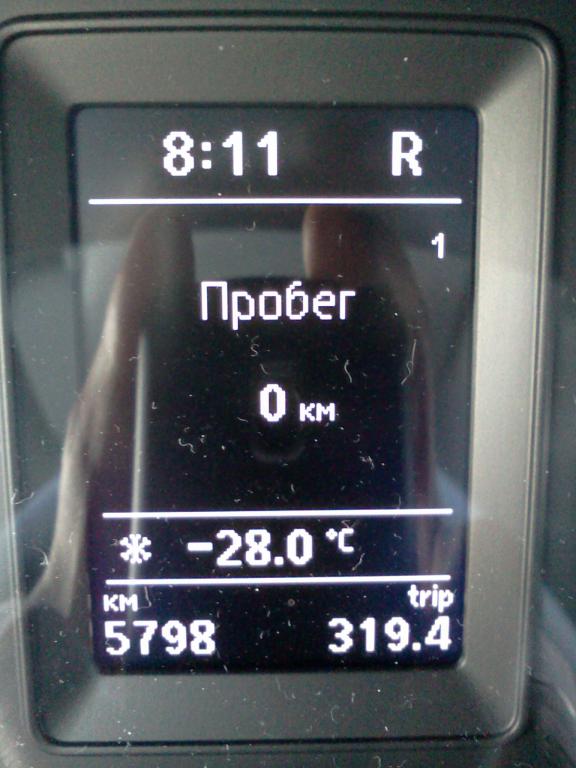 8:11 R
1
Пробег
0 км
-28.0 °C
км trip
5798 319.4